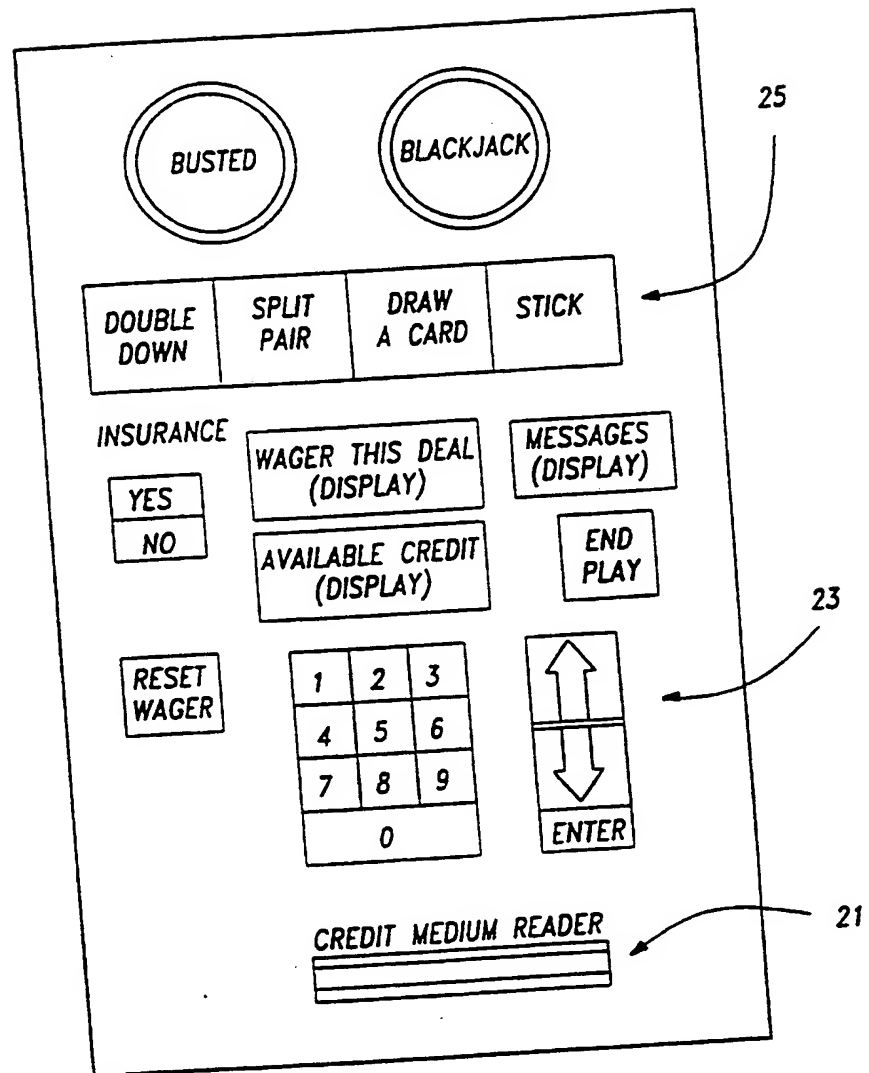 25
BUSTED
BLACKJACK
DOUBLE
DOWN
SPLIT
PAIR
DRAW
A CARD
STICK
INSURANCE
YES
NO
WAGER THIS DEAL
(DISPLAY)
MESSAGES
(DISPLAY)
AVAILABLE CREDIT
(DISPLAY)
END
PLAY
23
RESET
WAGER
1 2 3
4 5 6
7 8 9
0
ENTER
21
CREDIT MEDIUM READER